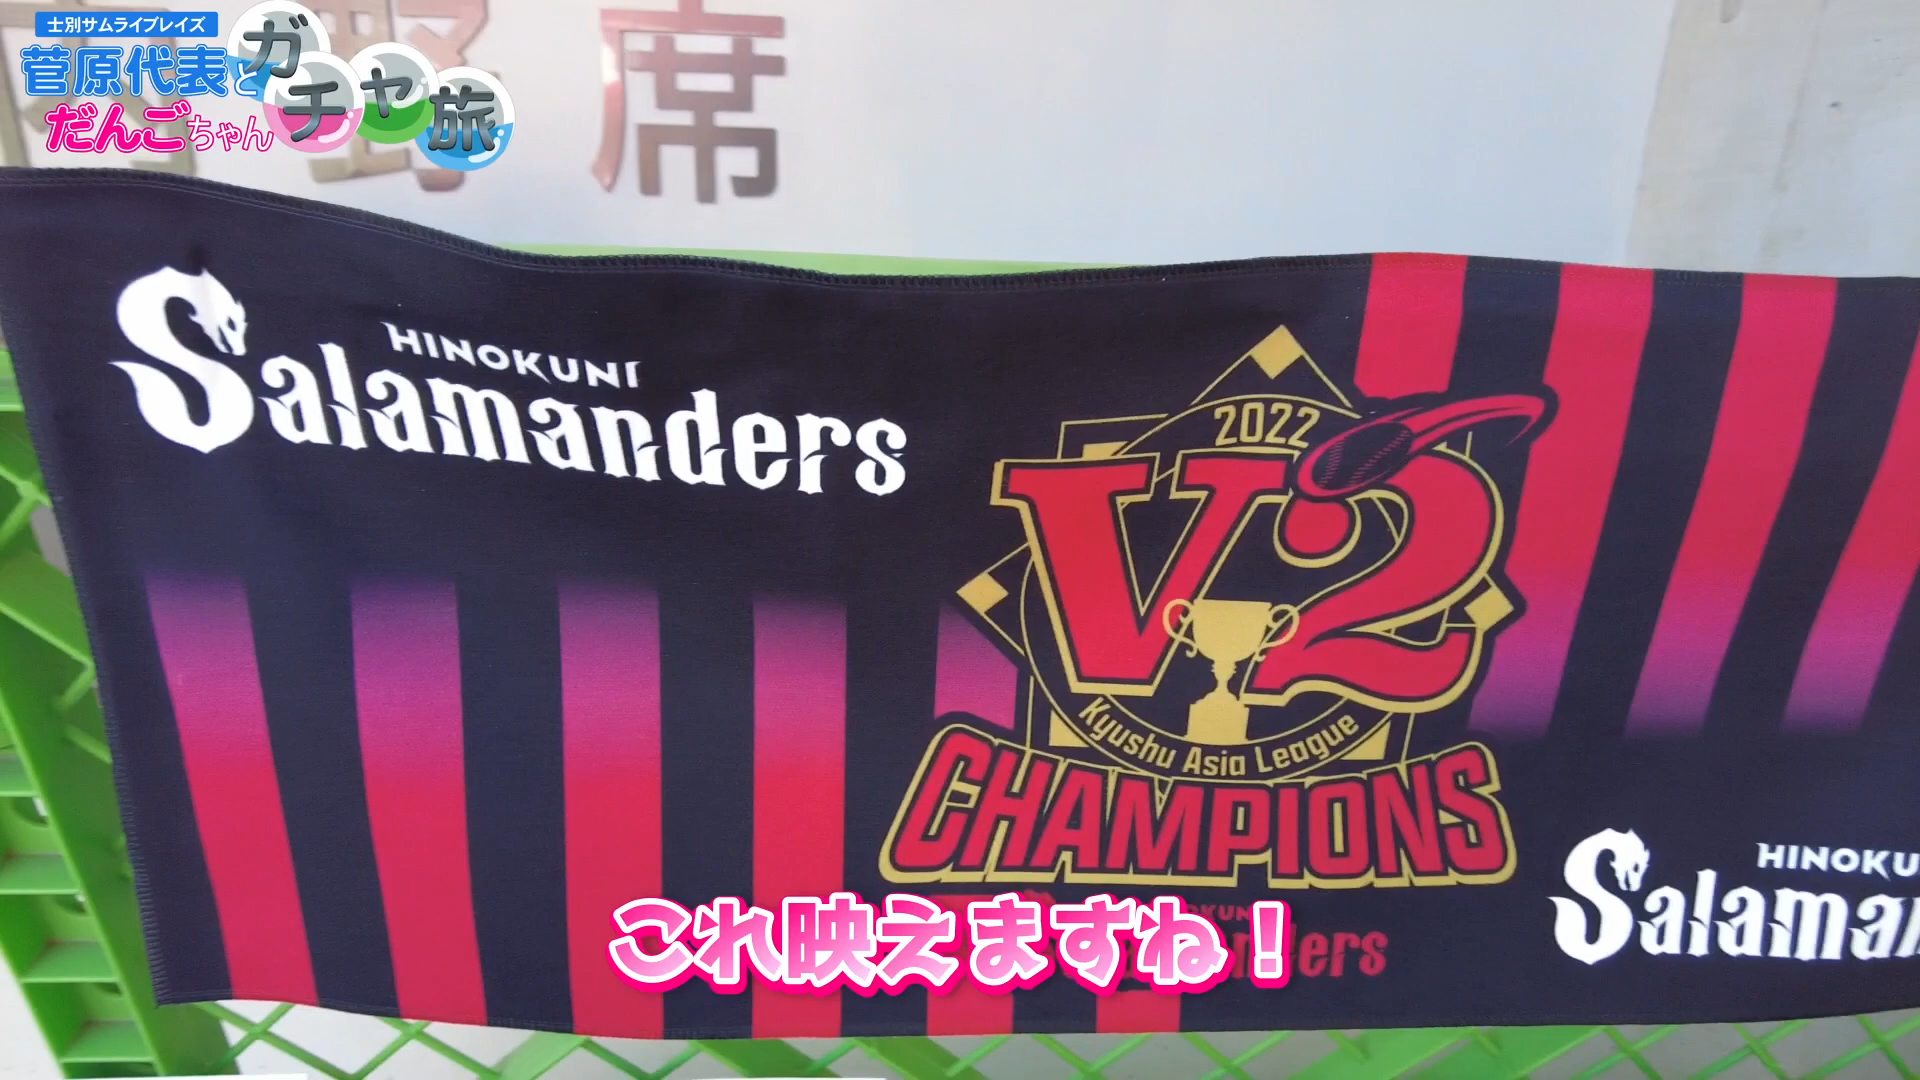 士別サムライブレイズ
菅原代表と
だんごちゃん
ガチャ旅
野席
HINOKUNI
Salamanders
2022
V2
Kyushu Asia League
CHAMPIONS
HINOKU
Salaman
これ映えますね！